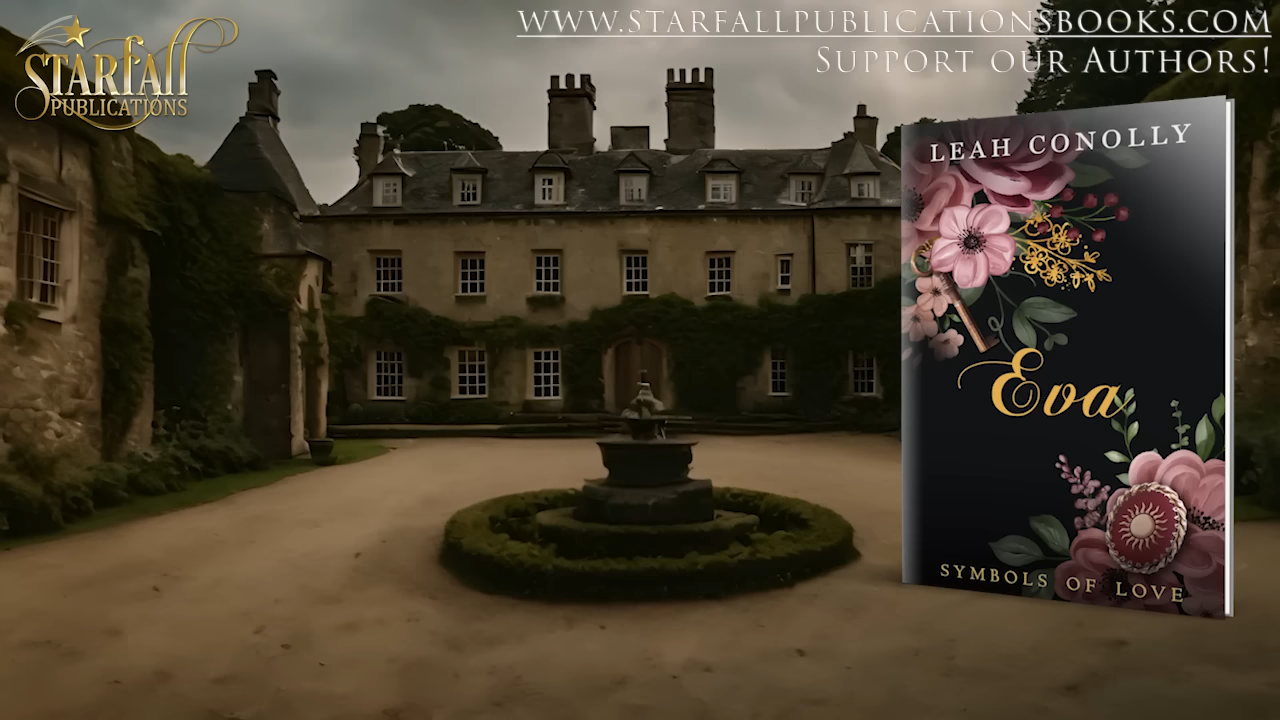 STARfall
PUBLICATIONS
WWW.STARFALLPUBLICATIONSBOOKS.COM
SUPPORT OUR AUTHORS!
LEAH CONOLLY
Eva
SYMBOLS OF LOVE